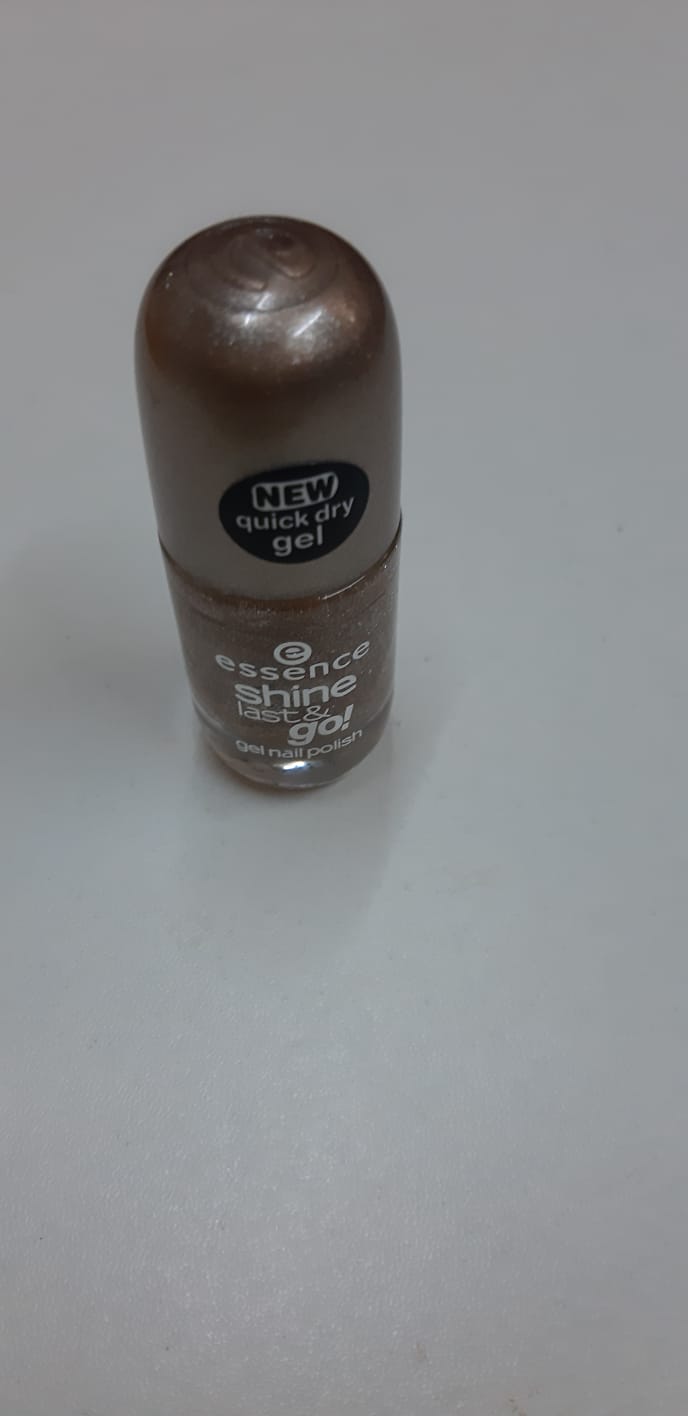 NEW
quick dry
gel
e
essence
shine
last &
go!
gel nail polish